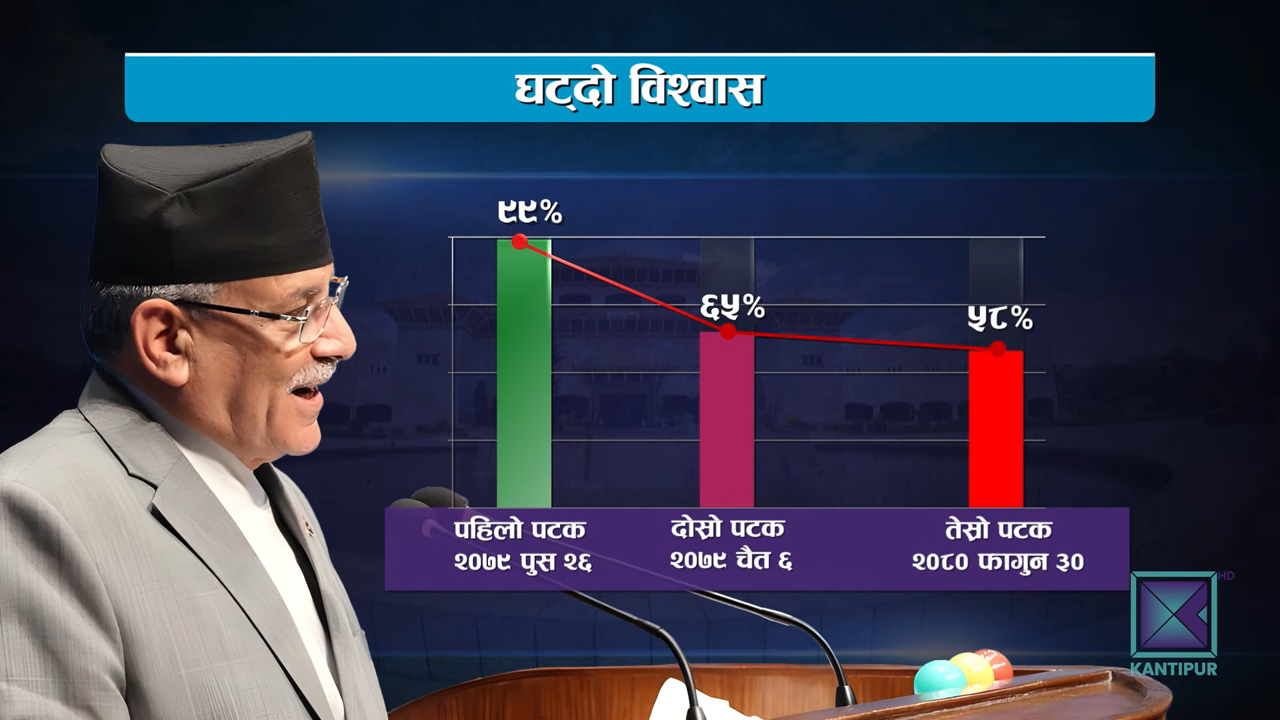 घट्दो विश्वास
९९%
६५%
५८%
पहिलो पटक
२०७९ पुस २६
दोस्रो पटक
२०७९ चैत ६
तेस्रो पटक
२०८० फागुन ३०
HD
KANTIPUR